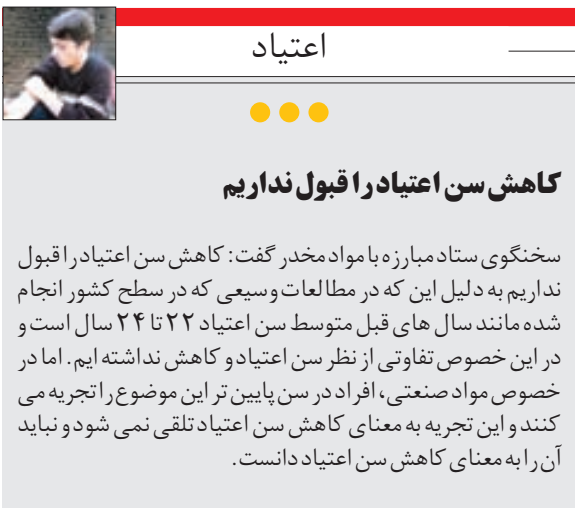 اعتیاد
کاهش سن اعتیاد را قبول نداریم
سخنگوی ستاد مبارزه با مواد مخدر گفت: کاهش سن اعتیاد را قبول
نداریم به دلیل این که در مطالعات وسیعی که در سطح کشور انجام
شده مانند سال های قبل متوسط سن اعتیاد ۲۲ تا ۲۴ سال است و
در این خصوص تفاوتی از نظر سن اعتیاد و کاهش نداشته ایم. اما در
خصوص مواد صنعتی، افراد در سن پایین تر این موضوع را تجریه می
کنند و این تجریه به معنای کاهش سن اعتیاد تلقی نمی شود و نباید
آن را به معنای کاهش سن اعتیاد دانست.